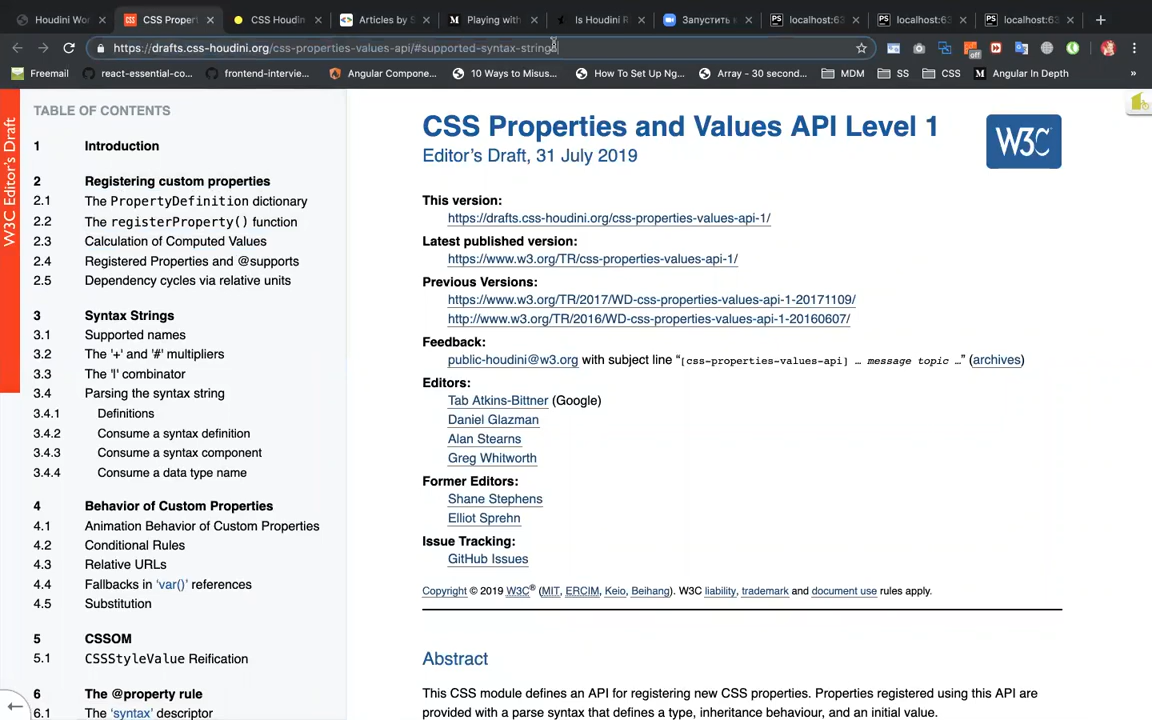 Houdini Wor
CSS Propert
CSS Houdin
Articles by S
Playing with
Is Houdini R
Запустить к
localhost:63
localhost:63
localhost:63
https://drafts.css-houdini.org/css-properties-values-api/#supported-syntax-strings
Freemail
react-essential-co...
frontend-intervie...
Angular Compone...
10 Ways to Misus...
How To Set Up Ng...
Array - 30 second...
MDM
SS
CSS
Angular In Depth
»
W3C Editor's Draft
TABLE OF CONTENTS
1 Introduction
2 Registering custom properties
2.1 The PropertyDefinition dictionary
2.2 The registerProperty() function
2.3 Calculation of Computed Values
2.4 Registered Properties and @supports
2.5 Dependency cycles via relative units
3 Syntax Strings
3.1 Supported names
3.2 The '+' and '#' multipliers
3.3 The '|' combinator
3.4 Parsing the syntax string
3.4.1 Definitions
3.4.2 Consume a syntax definition
3.4.3 Consume a syntax component
3.4.4 Consume a data type name
4 Behavior of Custom Properties
4.1 Animation Behavior of Custom Properties
4.2 Conditional Rules
4.3 Relative URLs
4.4 Fallbacks in 'var()' references
4.5 Substitution
5 CSSOM
5.1 CSSStyleValue Reification
6 The @property rule
6.1 The 'syntax' descriptor
CSS Properties and Values API Level 1
Editor's Draft, 31 July 2019
W3C
This version:
https://drafts.css-houdini.org/css-properties-values-api-1/
Latest published version:
https://www.w3.org/TR/css-properties-values-api-1/
Previous Versions:
https://www.w3.org/TR/2017/WD-css-properties-values-api-1-20171109/
http://www.w3.org/TR/2016/WD-css-properties-values-api-1-20160607/
Feedback:
public-houdini@w3.org with subject line “[css-properties-values-api] … message topic …” (archives)
Editors:
Tab Atkins-Bittner (Google)
Daniel Glazman
Alan Stearns
Greg Whitworth
Former Editors:
Shane Stephens
Elliot Sprehn
Issue Tracking:
GitHub Issues
Copyright © 2019 W3C® (MIT, ERCIM, Keio, Beihang). W3C liability, trademark and document use rules apply.
Abstract
This CSS module defines an API for registering new CSS properties. Properties registered using this API are
provided with a parse syntax that defines a type, inheritance behaviour, and an initial value.